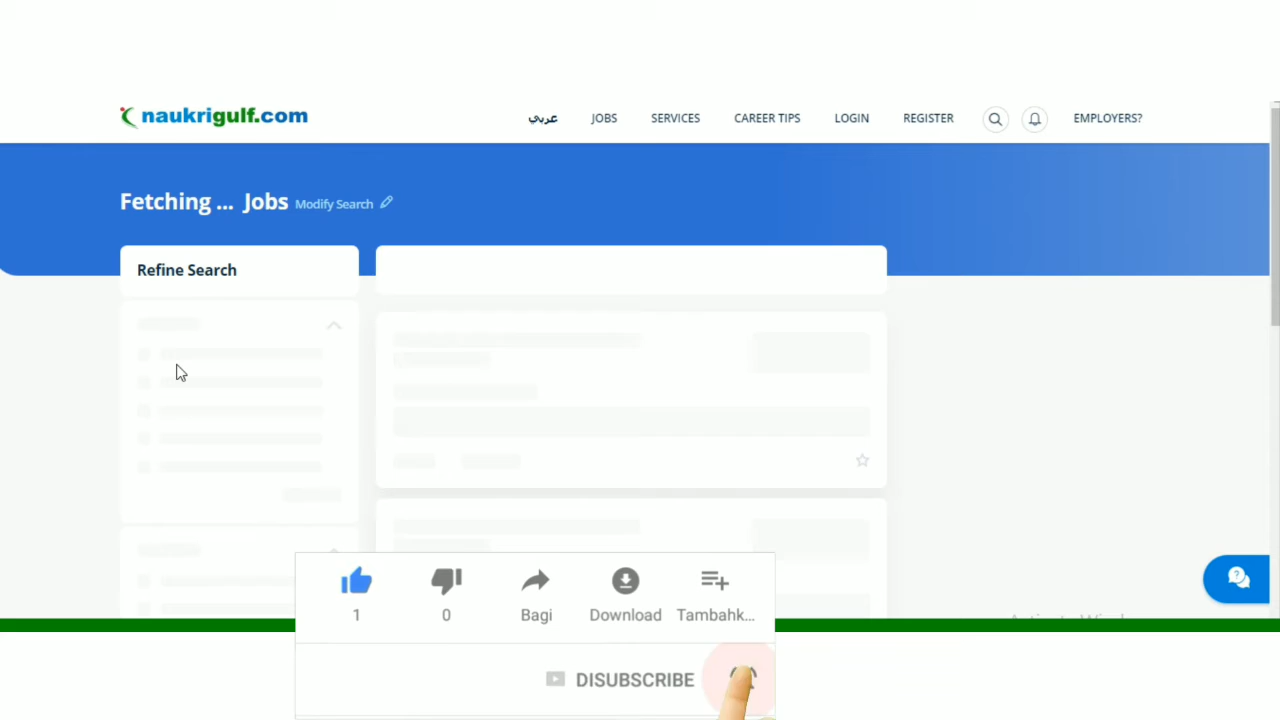 naukrigulf.com
عربي
JOBS
SERVICES
CAREER TIPS
LOGIN
REGISTER
EMPLOYERS?
Fetching ... Jobs Modify Search
Refine Search
1
0
Bagi
Download
Tambahk...
DISUBSCRIBE